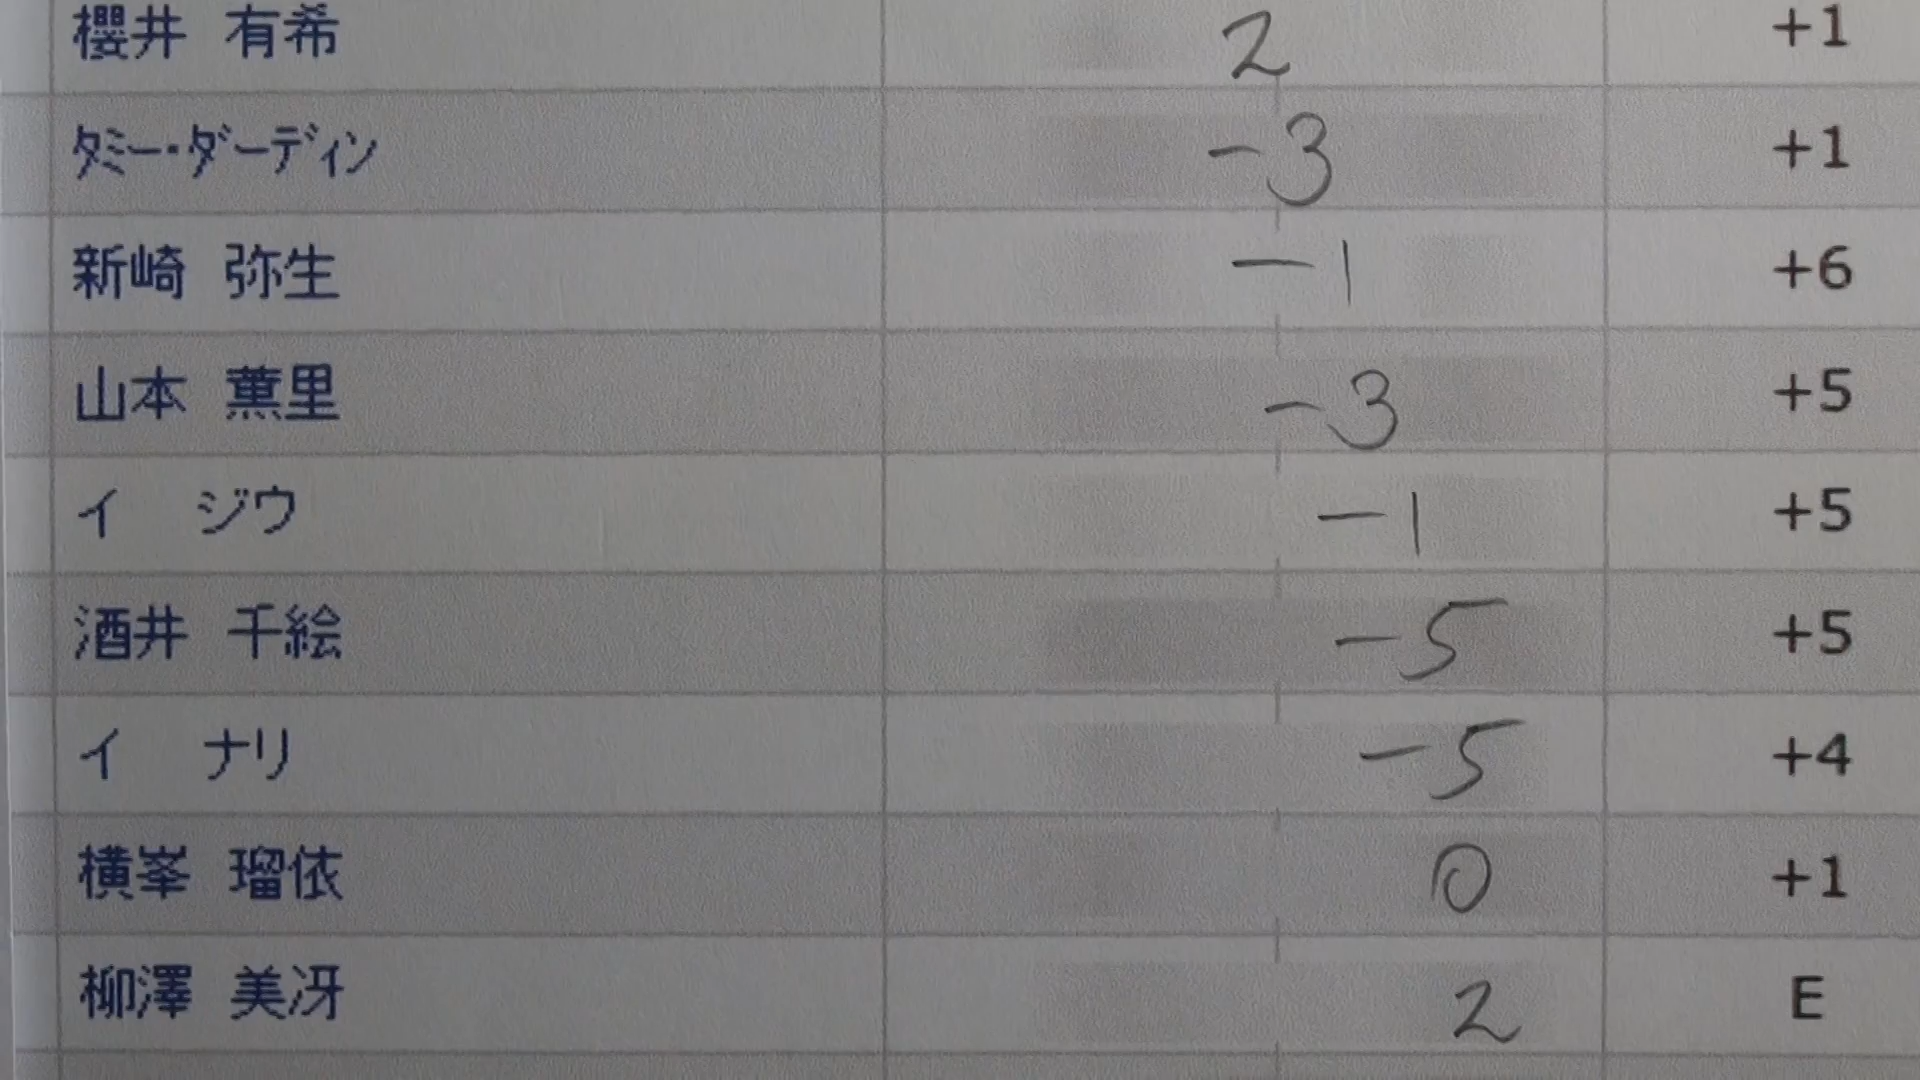 櫻井 有希 2 +1
タミー・ダーディン -3 +1
新崎 弥生 -1 +6
山本 薫里 -3 +5
イ ジウ -1 +5
酒井 千絵 -5 +5
イ ナリ -5 +4
横峯 瑠依 0 +1
柳澤 美冴 2 E